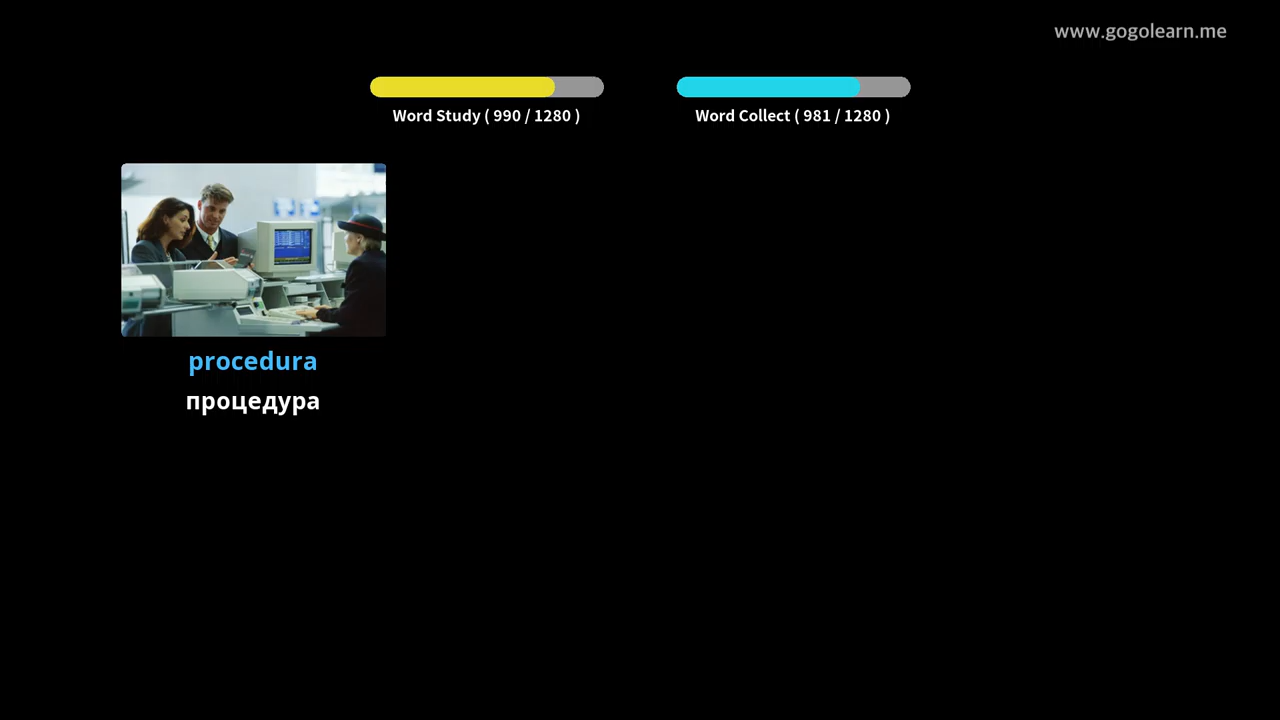 www.gogolearn.me
Word Study ( 990 / 1280 )
Word Collect ( 981 / 1280 )
procedura
процедура